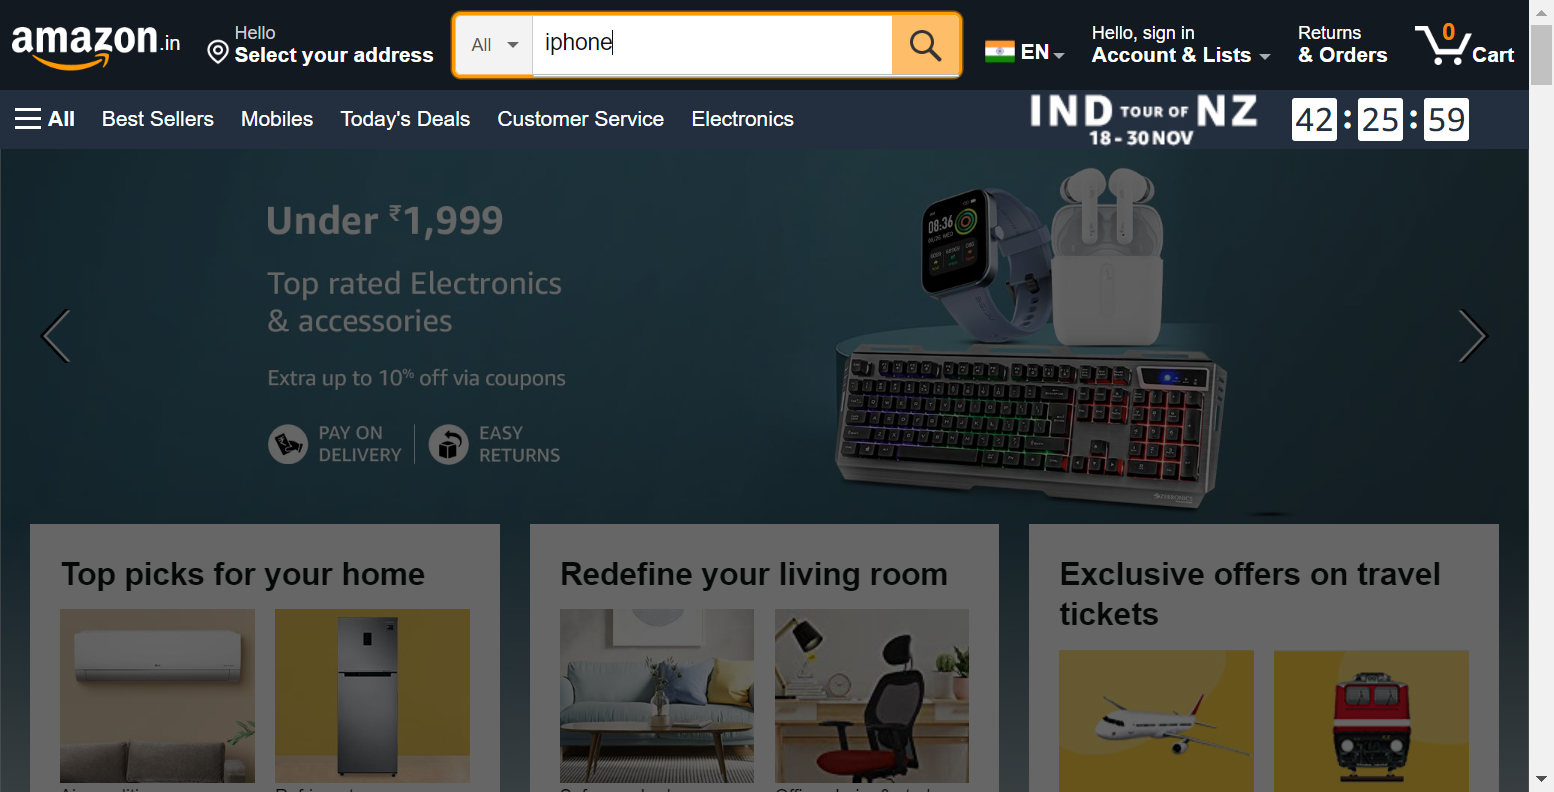 amazon.in
Hello
Select your address
All
iphone
EN
Hello, sign in
Account & Lists
Returns
& Orders
0
Cart
All
Best Sellers
Mobiles
Today's Deals
Customer Service
Electronics
IND TOUR OF NZ
18 - 30 NOV
42 : 25 : 59
Under ₹1,999
Top rated Electronics
& accessories
Extra up to 10% off via coupons
PAY ON
DELIVERY
EASY
RETURNS
08:36
Top picks for your home
Redefine your living room
Exclusive offers on travel
tickets